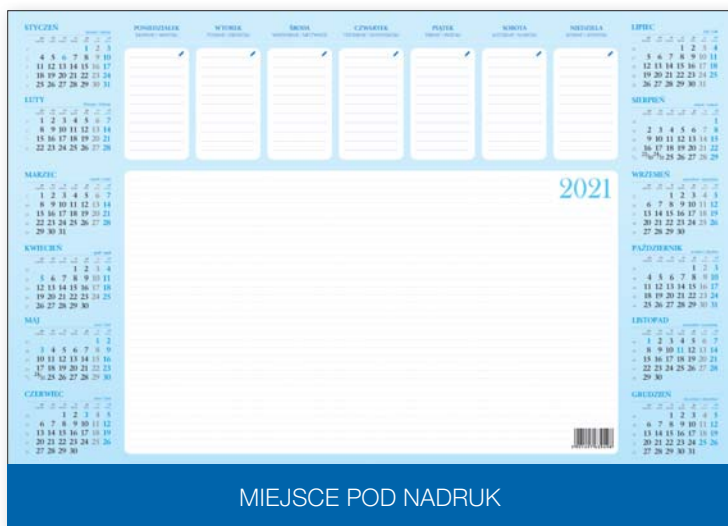 STYCZEŃ
1 2 3
4 5 6 7 8 9 10
11 12 13 14 15 16 17
18 19 20 21 22 23 24
25 26 27 28 29 30 31
LUTY
1 2 3 4 5 6 7
8 9 10 11 12 13 14
15 16 17 18 19 20 21
22 23 24 25 26 27 28
MARZEC
1 2 3 4 5 6 7
8 9 10 11 12 13 14
15 16 17 18 19 20 21
22 23 24 25 26 27 28
29 30 31
KWIECIEŃ
1 2 3 4
5 6 7 8 9 10 11
12 13 14 15 16 17 18
19 20 21 22 23 24 25
26 27 28 29 30
MAJ
1 2
3 4 5 6 7 8 9
10 11 12 13 14 15 16
17 18 19 20 21 22 23
24/31 25 26 27 28 29 30
CZERWIEC
1 2 3 4 5 6
7 8 9 10 11 12 13
14 15 16 17 18 19 20
21 22 23 24 25 26 27
28 29 30
PONIEDZIAŁEK
WTOREK
ŚRODA
CZWARTEK
PIĄTEK
SOBOTA
NIEDZIELA
2021
LIPIEC
1 2 3 4
5 6 7 8 9 10 11
12 13 14 15 16 17 18
19 20 21 22 23 24 25
26 27 28 29 30 31
SIERPIEŃ
1
2 3 4 5 6 7 8
9 10 11 12 13 14 15
16 17 18 19 20 21 22
23/30 24/31 25 26 27 28 29
WRZESIEŃ
1 2 3 4 5
6 7 8 9 10 11 12
13 14 15 16 17 18 19
20 21 22 23 24 25 26
27 28 29 30
PAŹDZIERNIK
1 2 3
4 5 6 7 8 9 10
11 12 13 14 15 16 17
18 19 20 21 22 23 24
25 26 27 28 29 30 31
LISTOPAD
1 2 3 4 5 6 7
8 9 10 11 12 13 14
15 16 17 18 19 20 21
22 23 24 25 26 27 28
29 30
GRUDZIEŃ
1 2 3 4 5
6 7 8 9 10 11 12
13 14 15 16 17 18 19
20 21 22 23 24 25 26
27 28 29 30 31
MIEJSCE POD NADRUK